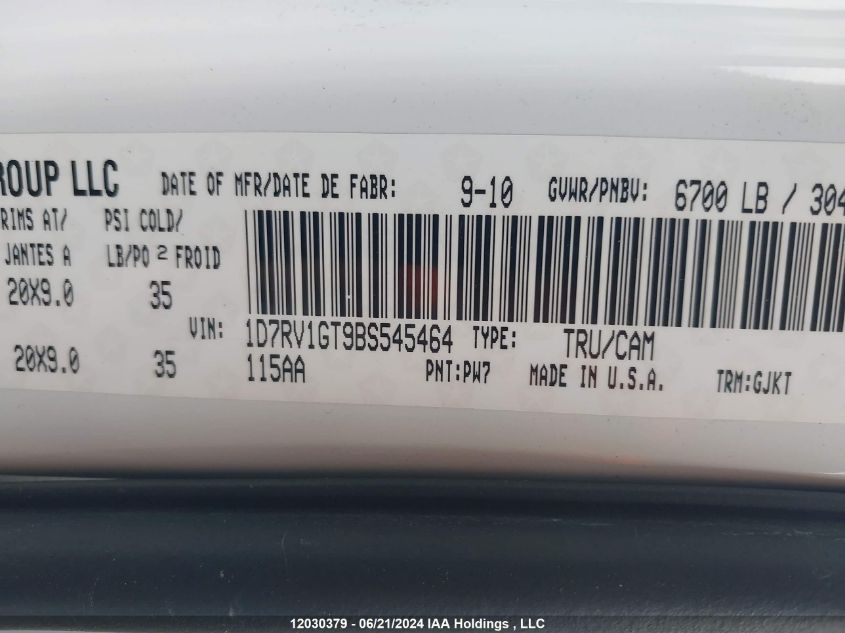 ROUP LLC DATE OF MFR/DATE DE FABR: 9-10 GVWR/PNBV: 6700 LB / 304
RIMS AT/ PSI COLD/
JANTES A LB/PO 2 FROID
20X9.0 35
VIN: 1D7RV1GT9BS545464 TYPE: TRU/CAM
20X9.0 35 115AA PNT:PW7 MADE IN U.S.A. TRM:GJKT
12030379 - 06/21/2024 IAA Holdings , LLC